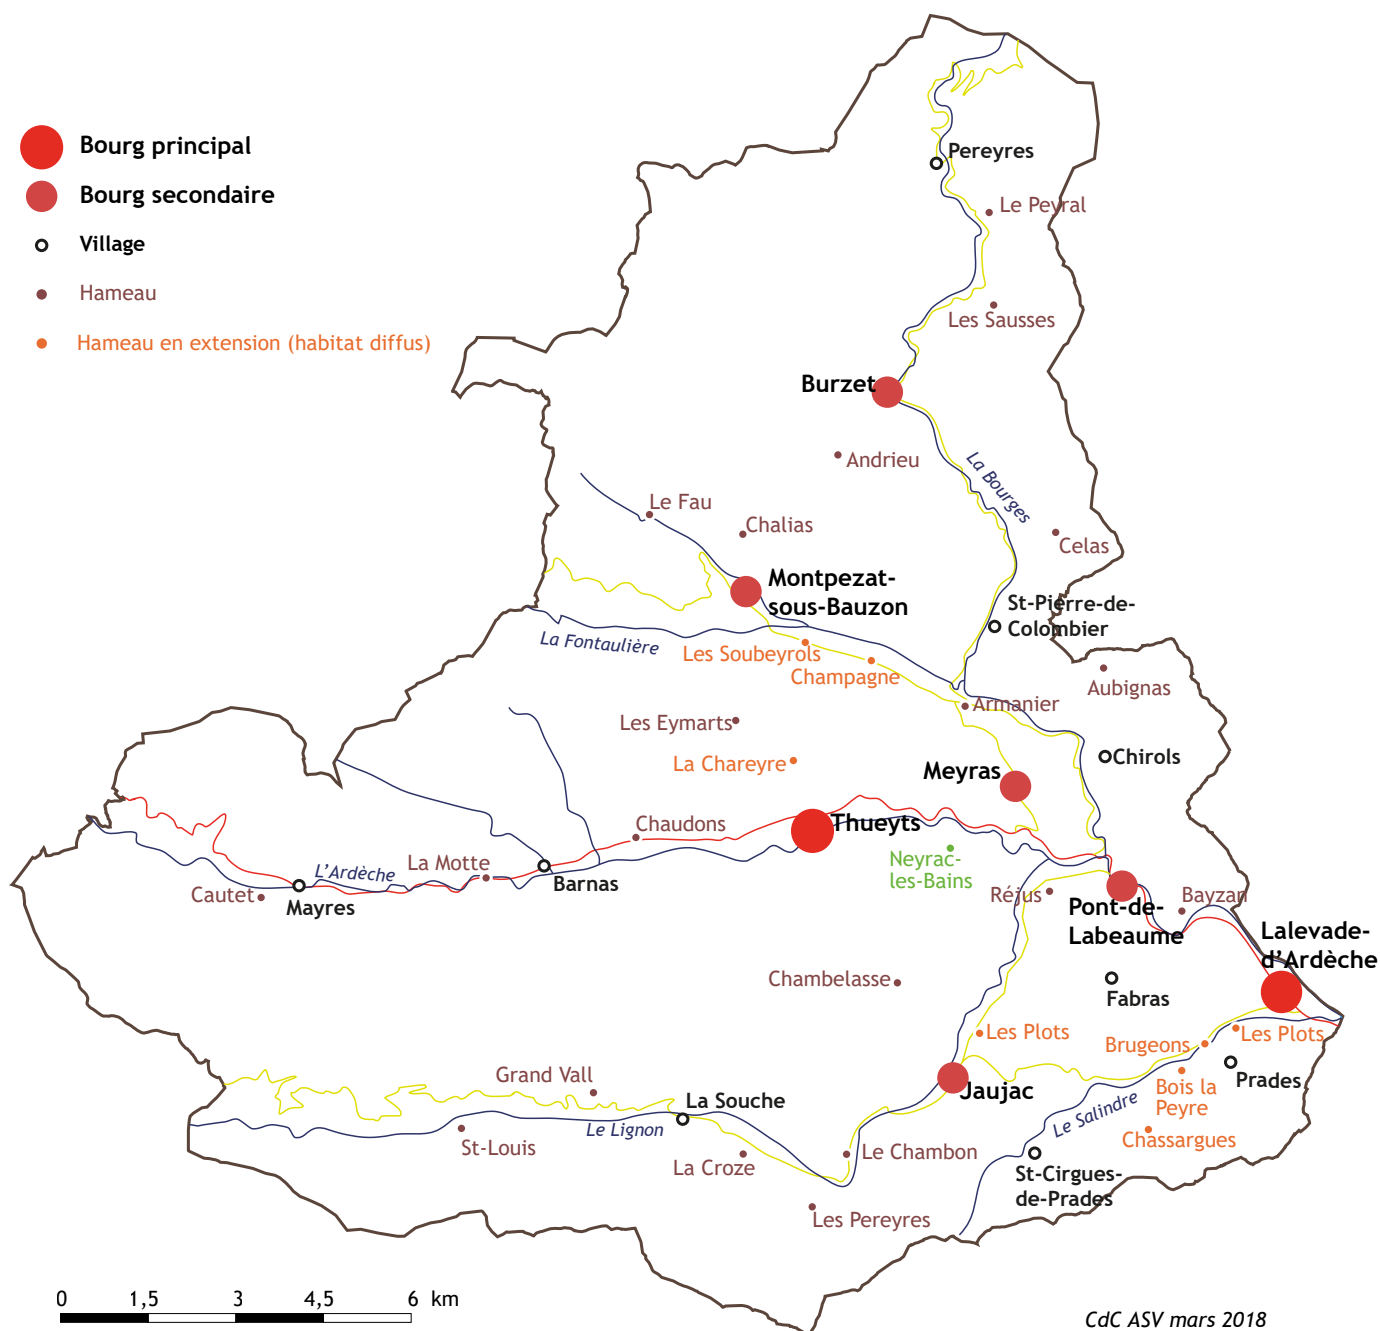 Bourg principal
Bourg secondaire
Village
Hameau
Hameau en extension (habitat diffus)
Pereyres
Le Peyral
Les Sausses
Burzet
Andrieu
La Bourges
Le Fau
Chalias
Celas
Montpezat-
sous-Bauzon
St-Pierre-de-
Colombier
La Fontaulière
Les Soubeyrols
Champagne
Aubignas
Armanier
Les Eymarts
La Chareyre
Chirols
Meyras
Chaudons
Thueyts
Neyrac-
les-Bains
La Motte
L'Ardèche
Barnas
Cautet
Mayres
Réjus
Pont-de-
Labeaume
Bayzan
Lalevade-
d'Ardèche
Chambelasse
Fabras
Les Plots
Brugeons
Les Plots
Grand Vall
Jaujac
Bois la
Peyre
Prades
La Souche
Le Lignon
Le Salindre
Chassargues
St-Louis
La Croze
Le Chambon
St-Cirgues-
de-Prades
Les Pereyres
0 1,5 3 4,5 6 km
CdC ASV mars 2018